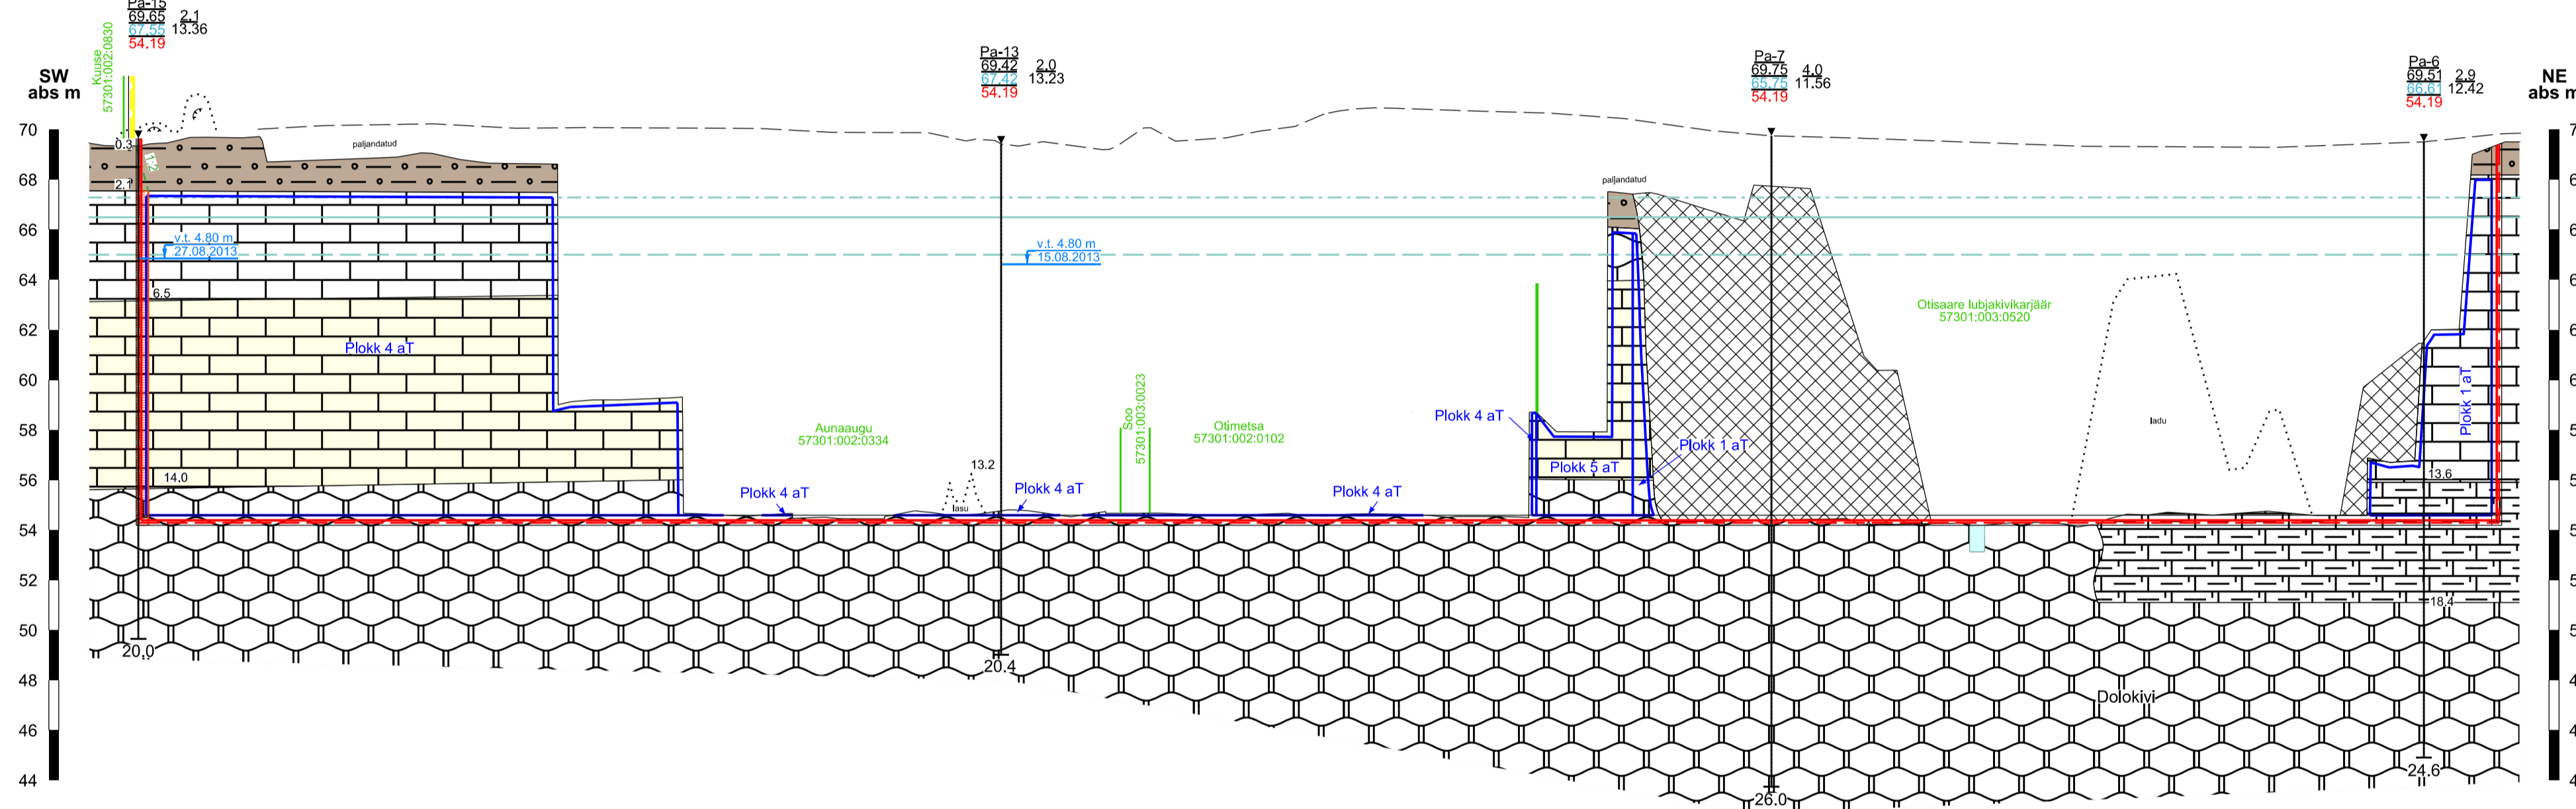 Pa-15
69.65 2.1
67.55 13.36
54.19
Kuuse
57301:002:0830
Pa-13
69.42 2.0
67.42 13.23
54.19
Pa-7
69.75 4.0
65.75 11.56
54.19
Pa-6
69.51 2.9
66.61 12.42
54.19
SW
abs m
NE
abs m
70
68
66
64
62
60
58
56
54
52
50
48
46
44
0.3
2.1
paljandatud
v.t. 4.80 m
27.08.2013
6.5
Plokk 4 aT
14.0
20.0
v.t. 4.80 m
15.08.2013
Aunaaugu
57301:002:0334
Plokk 4 aT
lasu
13.2
Plokk 4 aT
20.4
Soo
57301:003:0023
Otimetsa
57301:002:0102
Plokk 4 aT
Plokk 4 aT
paljandatud
Plokk 5 aT
Plokk 1 aT
26.0
Otisaare lubjakivikarjäär
57301:003:0520
ladu
Plokk 1 aT
13.6
18.4
Dolokivi
24.6